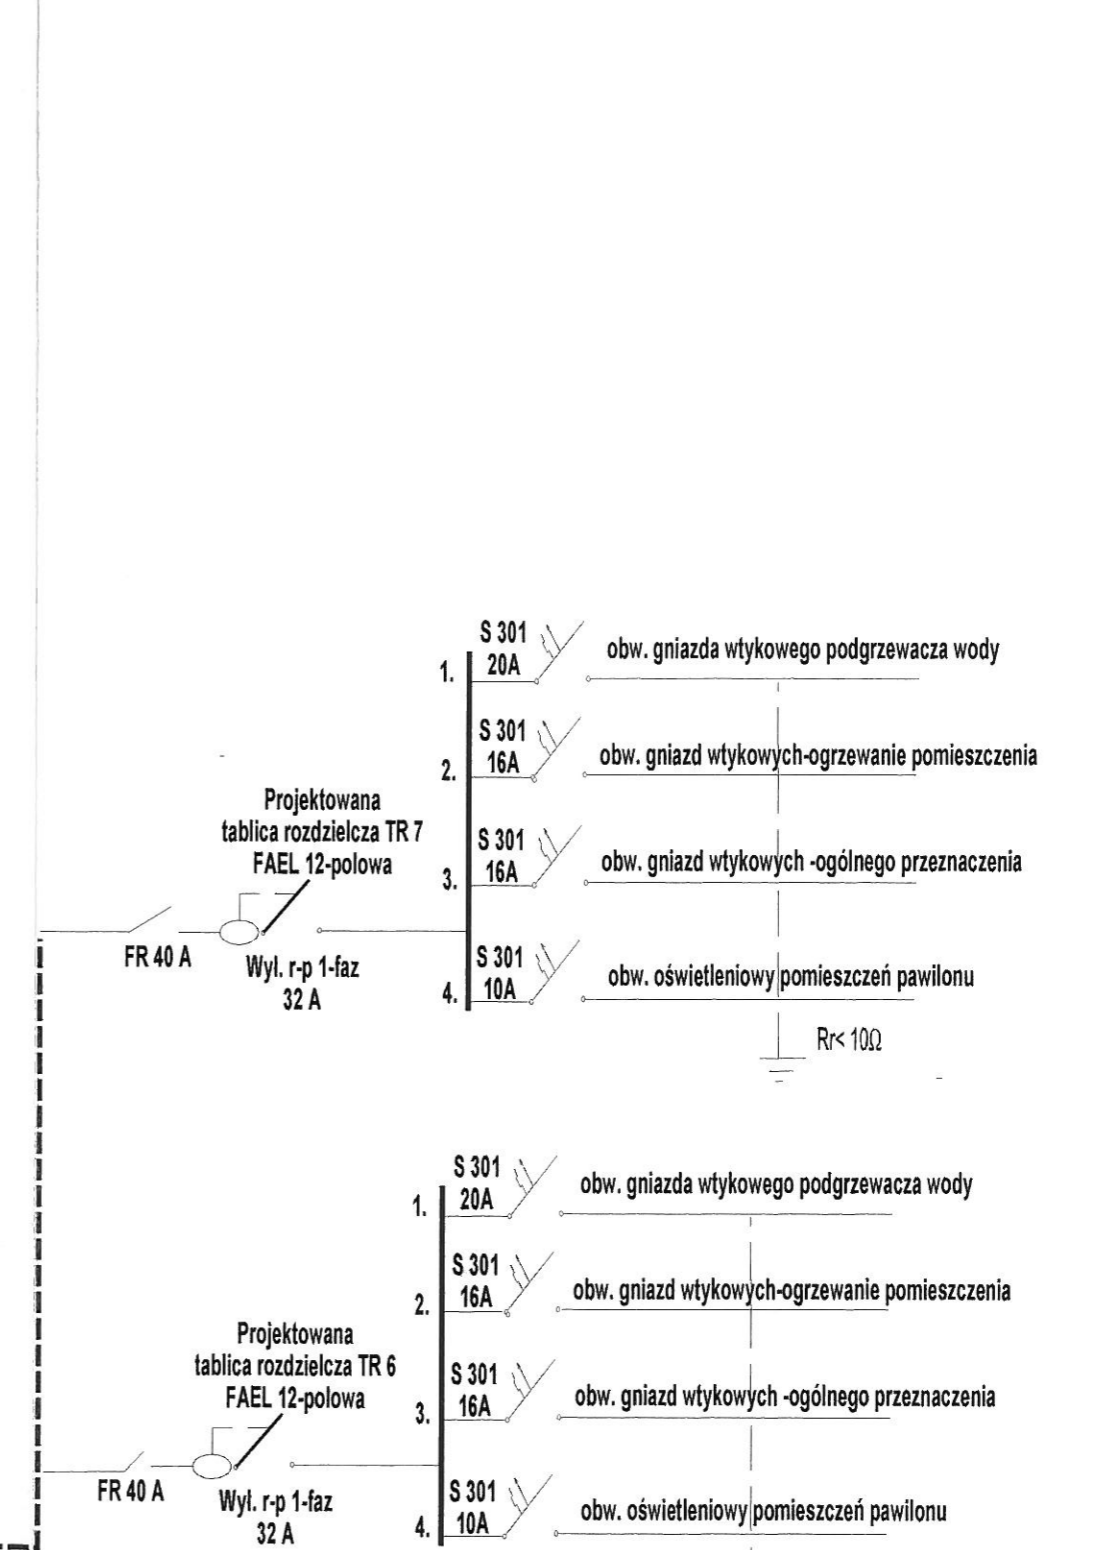 S 301
20A
1.
obw. gniazda wtykowego podgrzewacza wody
S 301
16A
2.
obw. gniazd wtykowych-ogrzewanie pomieszczenia
Projektowana
tablica rozdzielcza TR 7
FAEL 12-polowa
S 301
16A
3.
obw. gniazd wtykowych -ogólnego przeznaczenia
FR 40 A
Wył. r-p 1-faz
32 A
S 301
10A
4.
obw. oświetleniowy pomieszczeń pawilonu
Rr< 10Ω
S 301
20A
1.
obw. gniazda wtykowego podgrzewacza wody
S 301
16A
2.
obw. gniazd wtykowych-ogrzewanie pomieszczenia
Projektowana
tablica rozdzielcza TR 6
FAEL 12-polowa
S 301
16A
3.
obw. gniazd wtykowych -ogólnego przeznaczenia
FR 40 A
Wył. r-p 1-faz
32 A
S 301
10A
4.
obw. oświetleniowy pomieszczeń pawilonu